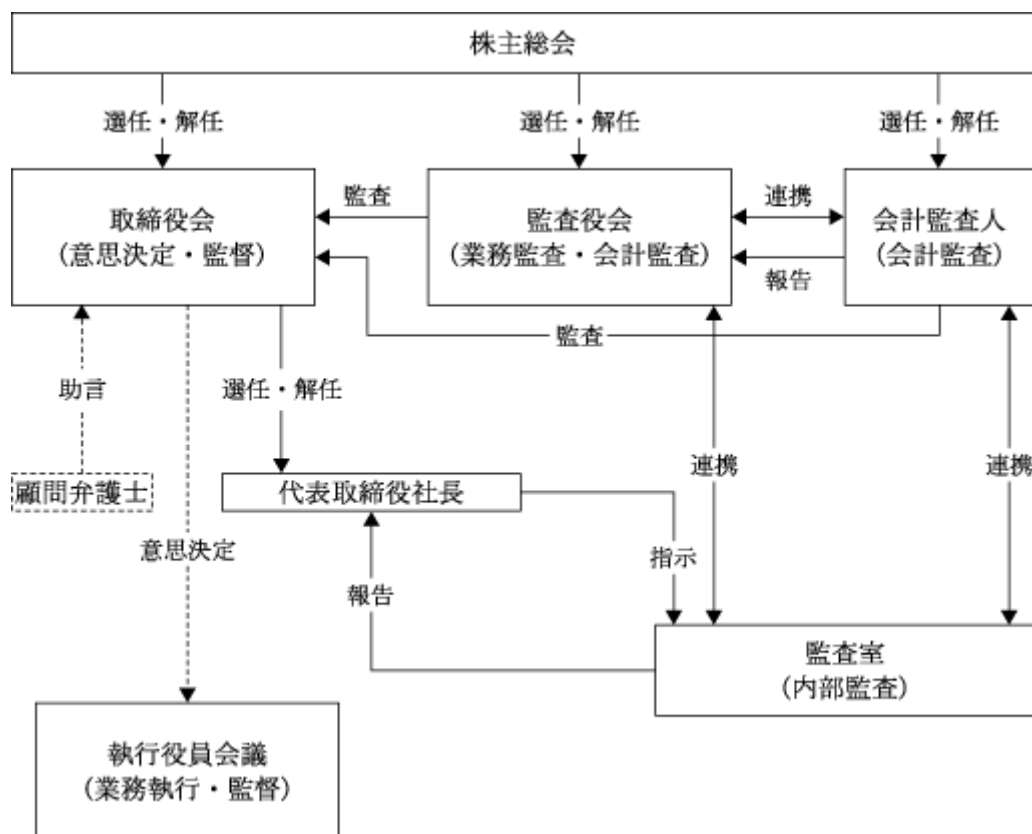 株主総会
選任・解任
選任・解任
選任・解任
取締役会
(意思決定・監督)
監査
監査役会
(業務監査・会計監査)
連携
報告
会計監査人
(会計監査)
監査
助言
選任・解任
顧問弁護士
代表取締役社長
連携
連携
意思決定
指示
報告
監査室
(内部監査)
執行役員会議
(業務執行・監督)